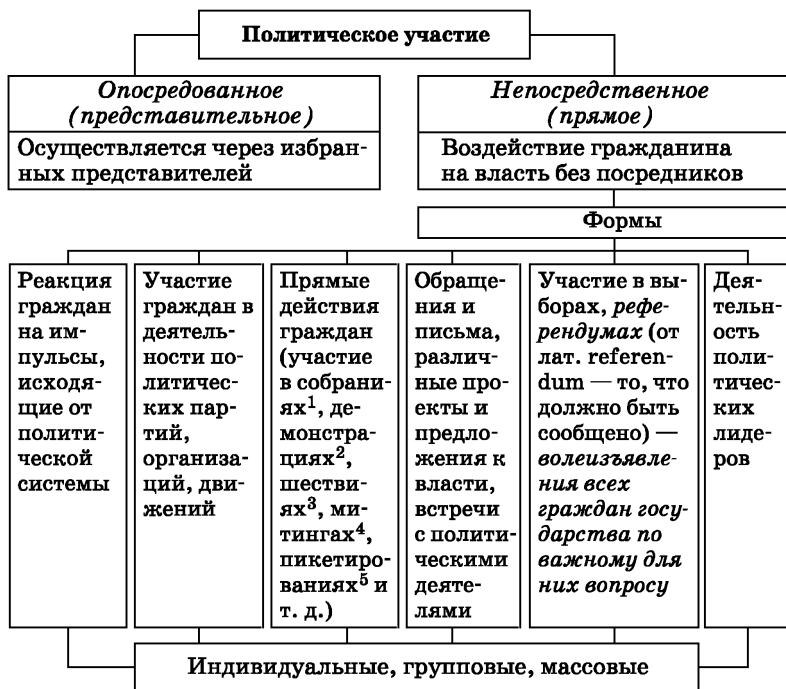 Политическое участие
Опосредованное
(представительное)
Осуществляется через избран-
ных представителей
Непосредственное
(прямое)
Воздействие гражданина
на власть без посредников
Формы
Реакция
граждан
на им-
пульсы,
исходя-
щие от
полити-
ческой
системы
Участие
граждан в
деятель-
ности по-
литичес-
ких пар-
тий,
организа-
ций, дви-
жений
Прямые
действия
граждан
(участие
в собрани-
ях¹, де-
монстра-
циях²,
шестви-
ях³, ми-
тингах⁴,
пикетиро-
ваниях⁵ и
т. д.)
Обраще-
ния и
письма,
различ-
ные про-
екты и
предло-
жения к
власти,
встречи
с полити-
ческими
деяте-
лями
Участие в вы-
борах, рефе-
рендумах (от
лат. referen-
dum — то, что
должно быть
сообщено) —
волеизъявле-
ния всех
граждан госу-
дарства по
важному для
них вопросу
Дея-
тель-
ность
поли-
тичес-
ких
лиде-
ров
Индивидуальные, групповые, массовые